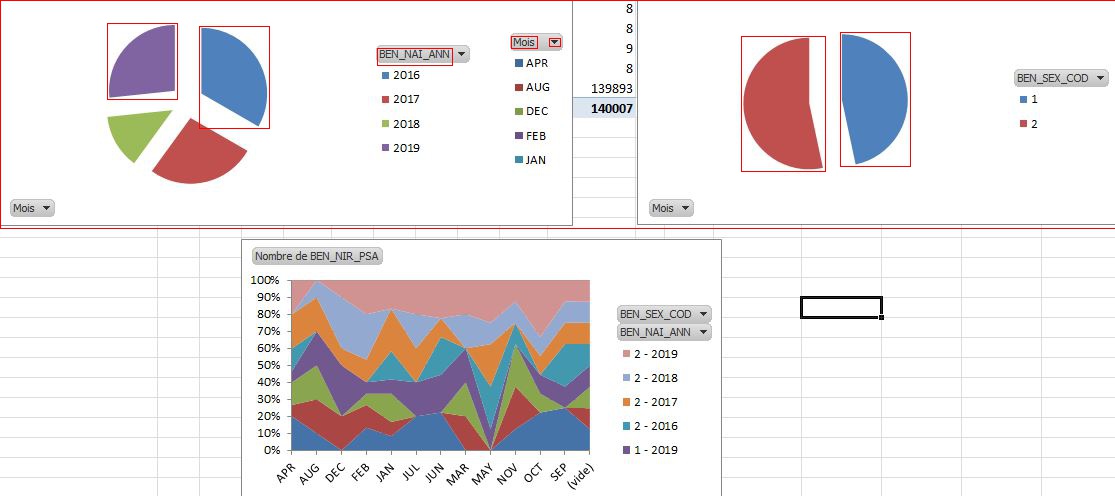 BEN_NAI_ANN
2016
2017
2018
2019
Mois
APR
AUG
DEC
FEB
JAN
Mois
8
8
9
8
139893
140007
BEN_SEX_COD
1
2
Mois
Nombre de BEN_NIR_PSA
100%
90%
80%
70%
60%
50%
40%
30%
20%
10%
0%
APR
AUG
DEC
FEB
JAN
JUL
JUN
MAR
MAY
NOV
OCT
SEP
(vide)
BEN_SEX_COD
BEN_NAI_ANN
2 - 2019
2 - 2018
2 - 2017
2 - 2016
1 - 2019